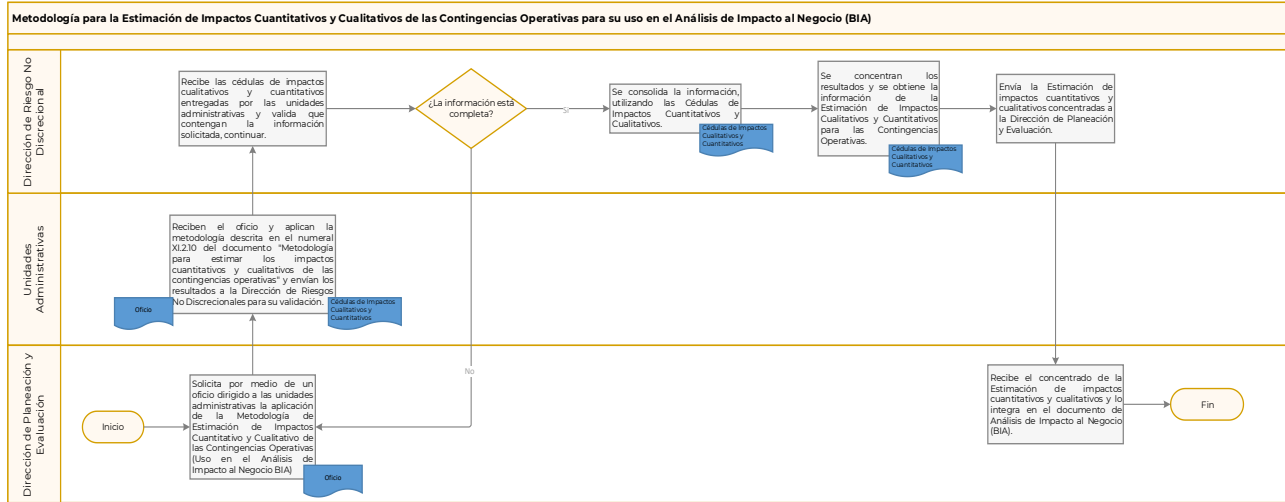 Metodología para la Estimación de Impactos Cuantitativos y Cualitativos de las Contingencias Operativas para su uso en el Análisis de Impacto al Negocio (BIA)
Dirección de Riesgo No
Discrecional
Recibe las cédulas de impactos
cualitativos y cuantitativos
entregadas por las unidades
administrativas y valida que
contengan la información
solicitada, continuar.
¿La información está
completa?
Si
Se consolida la información,
utilizando las Cédulas de
Impactos Cuantitativos y
Cualitativos.
Cédulas de Impactos
Cualitativos y
Cuantitativos
Se concentran los
resultados y se obtiene la
información de la
Estimación de Impactos
Cualitativos y Cuantitativos
para las Contingencias
Operativas.
Cédulas de Impactos
Cualitativos y
Cuantitativos
Envía la Estimación de
impactos cuantitativos y
cualitativos concentradas a
la Dirección de Planeación
y Evaluación.
Unidades
Administrativas
Reciben el oficio y aplican la
metodología descrita en el numeral
XI.2.10 del documento "Metodología
para estimar los impactos
cuantitativos y cualitativos de las
contingencias operativas" y envían los
resultados a la Dirección de Riesgos
No Discrecionales para su validación.
Oficio
Cédulas de Impactos
Cualitativos y
Cuantitativos
Dirección de Planeación y
Evaluación
Inicio
Solicita por medio de un
oficio dirigido a las unidades
administrativas la aplicación
de la Metodología de
Estimación de Impactos
Cuantitativo y Cualitativo de
las Contingencias Operativas
(Uso en el Análisis de
Impacto al Negocio BIA)
Oficio
No
Recibe el concentrado de la
Estimación de impactos
cuantitativos y cualitativos y lo
integra en el documento de
Análisis de Impacto al Negocio
(BIA).
Fin